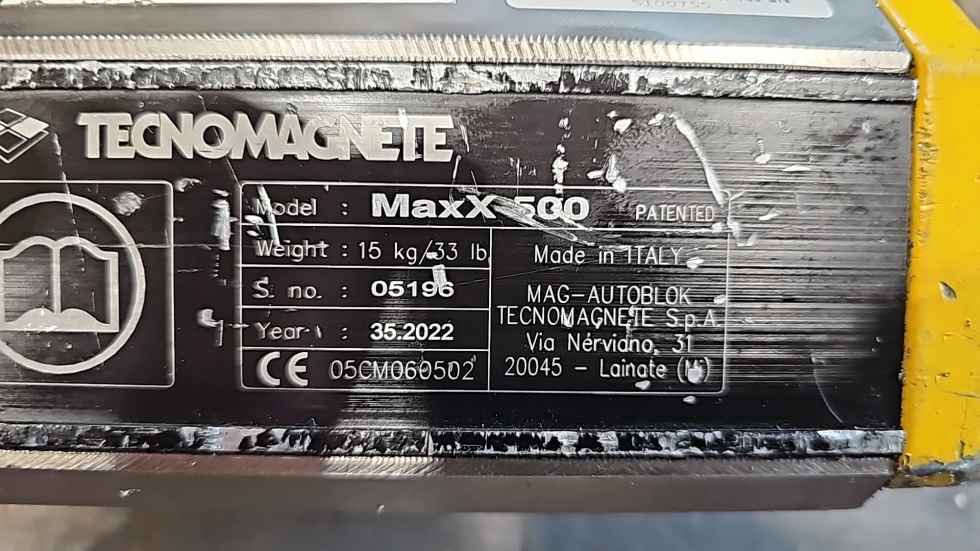 S100755
TECNOMAGNETE
Model : MaxX 500 PATENTED
Weight : 15 kg/33 lb
S. no. : 05196
Year : 35.2022
CE 05CM060502
Made in ITALY
MAG-AUTOBLOK
TECNOMAGNETE S.p.A.
Via Nerviano, 31
20045 - Lainate (Mi)